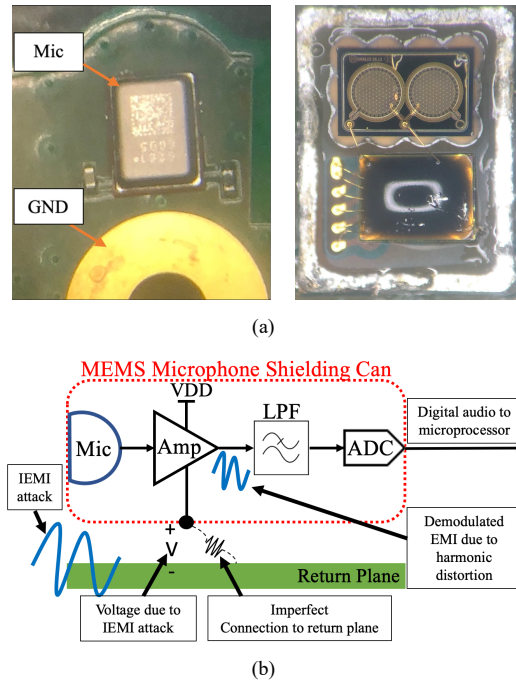 Mic
GND
(a)
MEMS Microphone Shielding Can
VDD
LPF
Mic
Amp
ADC
Digital audio to
microprocessor
IEMI
attack
+
V
-
Demodulated
EMI due to
harmonic
distortion
Return Plane
Voltage due to
IEMI attack
Imperfect
Connection to return plane
(b)